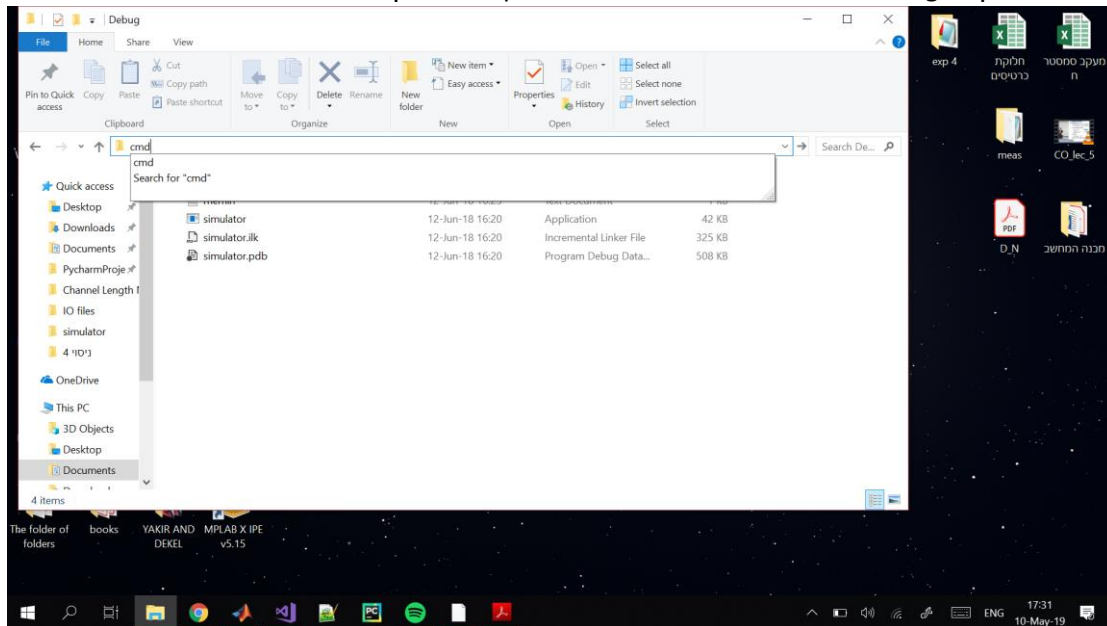 Debug
File Home Share View
Pin to Quick access
Copy
Paste
Cut
Copy path
Paste shortcut
Clipboard
Move to
Copy to
Delete
Rename
Organize
New folder
New item
Easy access
New
Properties
Open
Edit
History
Open
Select all
Select none
Invert selection
Select
cmd
Search De...
cmd
Search for "cmd"
simulator 12-Jun-18 16:20 Application 42 KB
simulator.ilk 12-Jun-18 16:20 Incremental Linker File 325 KB
simulator.pdb 12-Jun-18 16:20 Program Debug Data... 508 KB
Quick access
Desktop
Downloads
Documents
PycharmProje
Channel Length
IO files
simulator
ניסוי 4
OneDrive
This PC
3D Objects
Desktop
Documents
4 items
exp 4
חלוקת
כרטיסים
מעקב סמסטר
ח
meas
CO_lec_5
PDF
D_N
מבנה המחשב
The folder of
folders
books
YAKIR AND
DEKEL
MPLAB X IPE
v5.15
PC
ENG
17:31
10-May-19